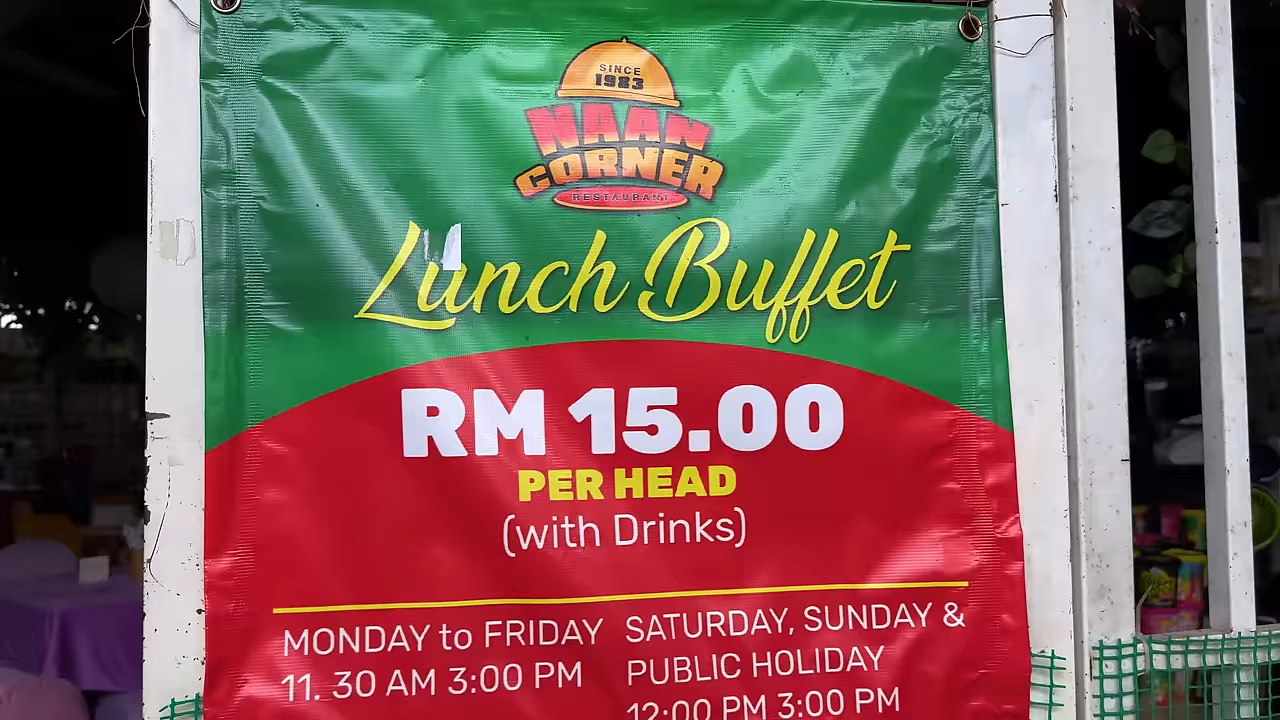 SINCE
1983
NAAN
CORNER
RESTAURANT
Lunch Buffet
RM 15.00
PER HEAD
(with Drinks)
MONDAY to FRIDAY
11. 30 AM 3:00 PM
SATURDAY, SUNDAY &
PUBLIC HOLIDAY
12:00 PM 3:00 PM